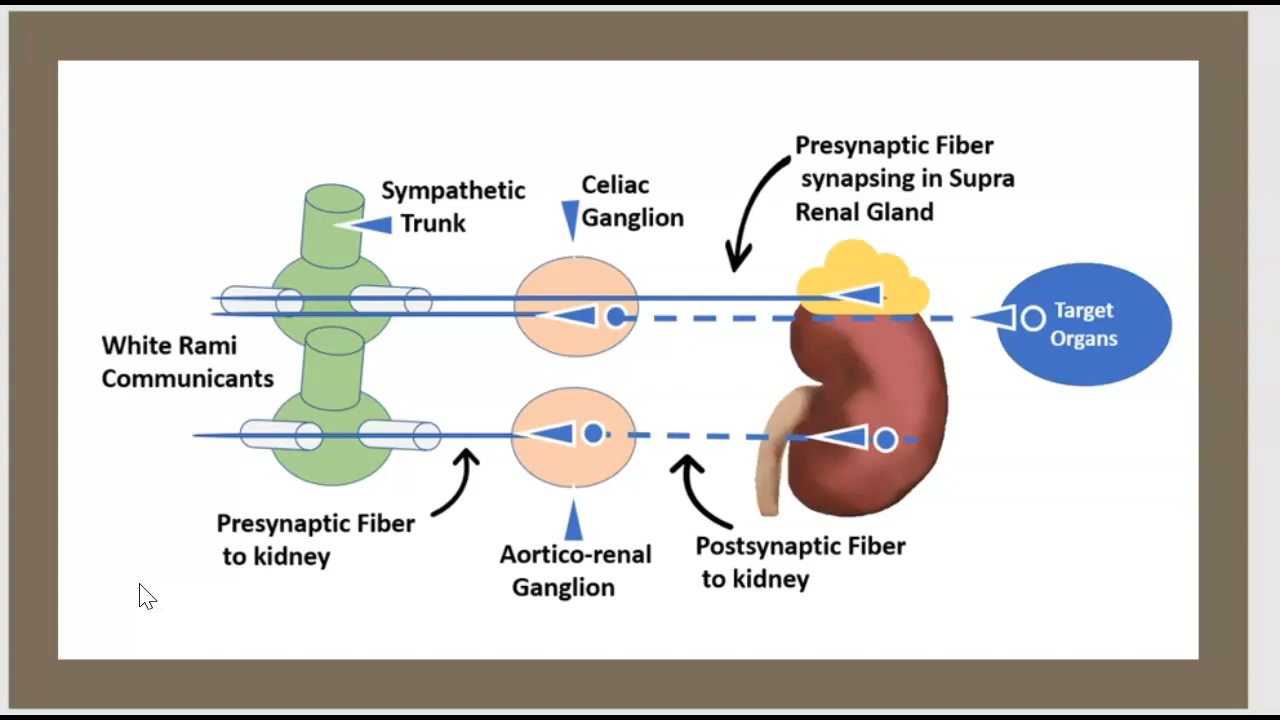 Presynaptic Fiber
synapsing in Supra
Renal Gland
Sympathetic
Trunk
Celiac
Ganglion
Target
Organs
White Rami
Communicants
Presynaptic Fiber
to kidney
Aortico-renal
Ganglion
Postsynaptic Fiber
to kidney